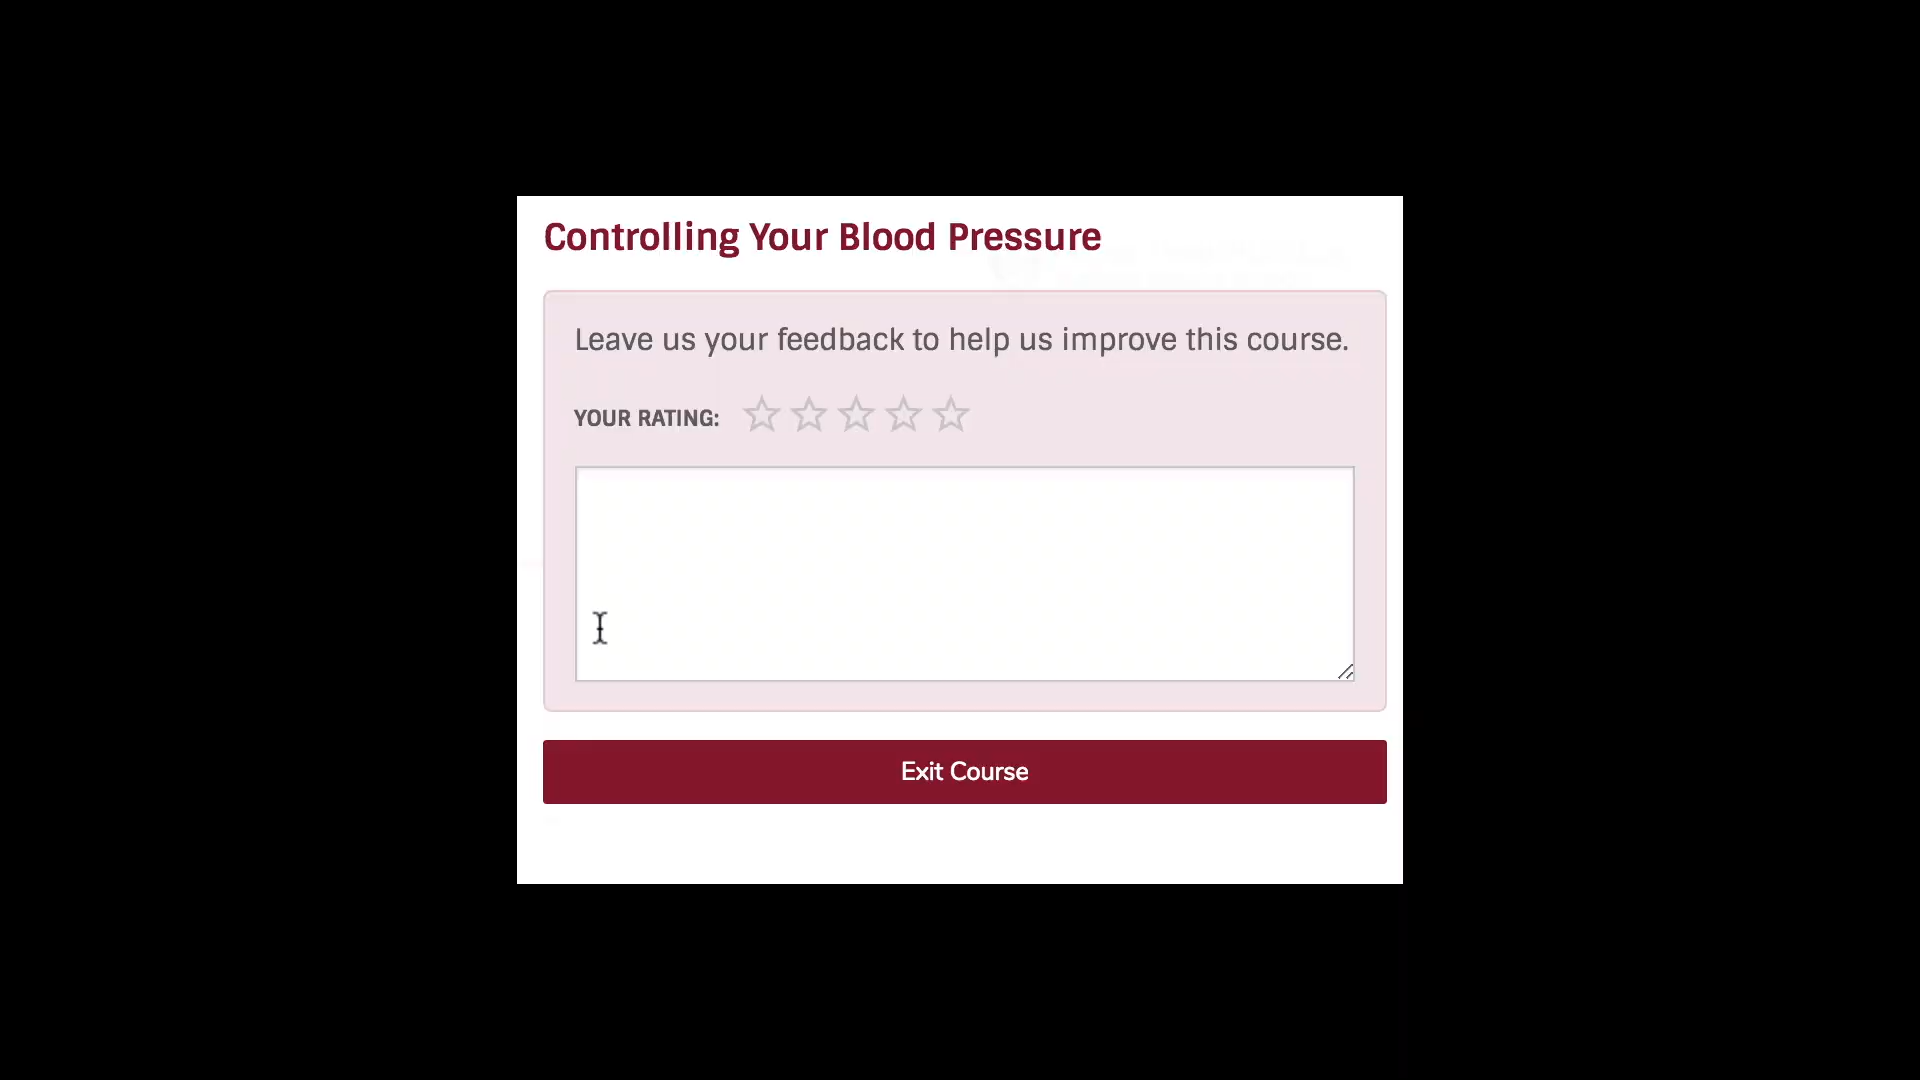 Controlling Your Blood Pressure
Leave us your feedback to help us improve this course.
YOUR RATING:
Exit Course